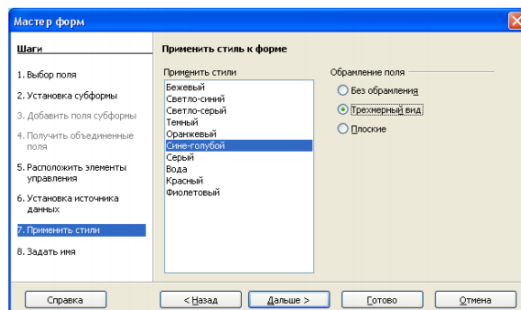 Мастер форм
Шаги
1. Выбор поля
2. Установка субформы
3. Добавить поля субформы
4. Получить объединенные
поля
5. Расположить элементы
управления
6. Установка источника
данных
7. Применить стили
8. Задать имя
Применить стиль к форме
Применить стили
Бежевый
Светло-синий
Светло-серый
Темный
Оранжевый
Сине-голубой
Серый
Вода
Красный
Фиолетовый
Обрамление поля
Без обрамления
Трехмерный вид
Плоские
Справка
< Назад
Дальше >
Готово
Отмена